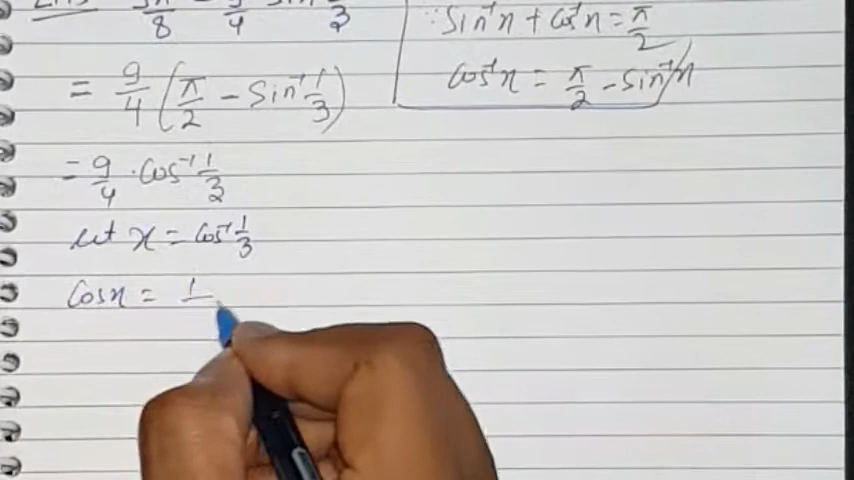 = 9/4 (π/2 - Sin⁻¹ 1/3)
= 9/4 · Cos⁻¹ 1/3
let x = Cos⁻¹ 1/3
Cosx = 1
∵ Sin⁻¹x + Cos⁻¹x = π/2
Cos⁻¹x = π/2 - Sin⁻¹x